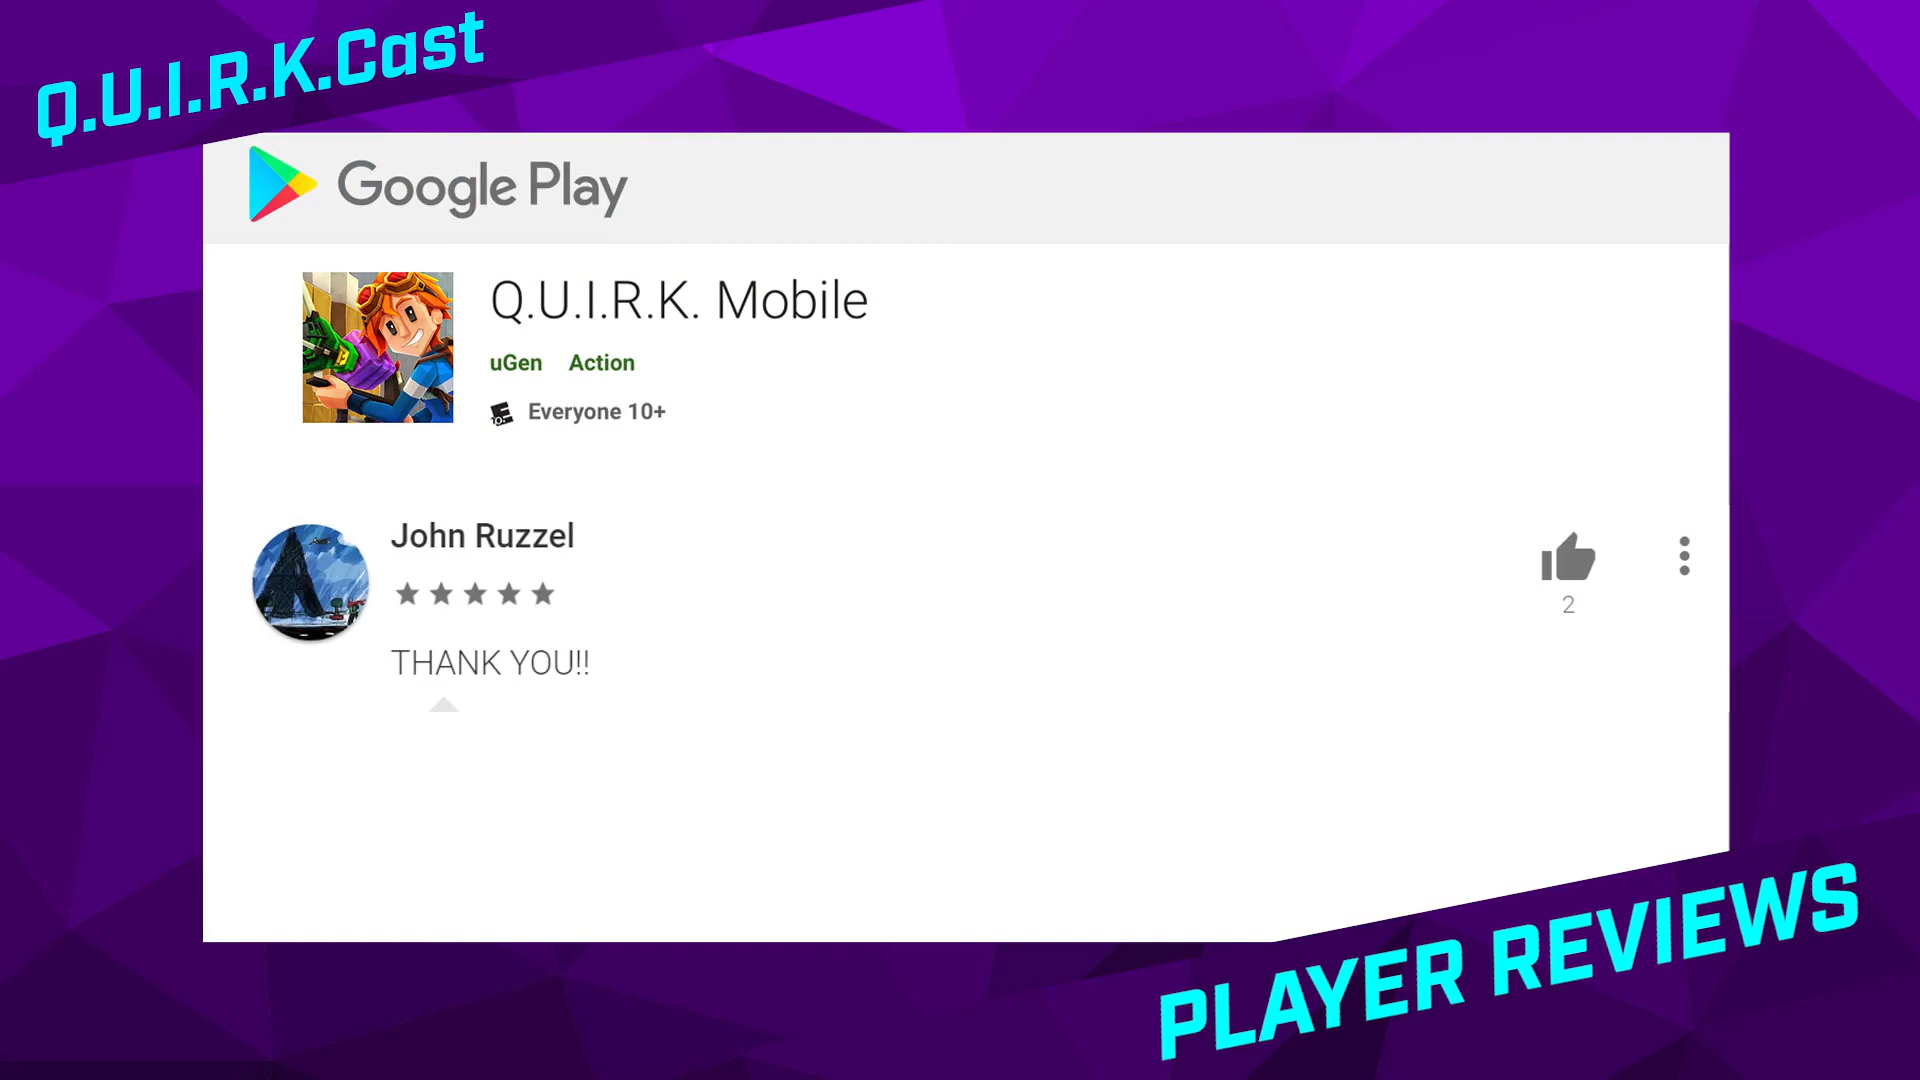 Q.U.I.R.K.Cast
Google Play
Q.U.I.R.K. Mobile
uGen Action
Everyone 10+
John Ruzzel
THANK YOU!!
2
PLAYER REVIEWS